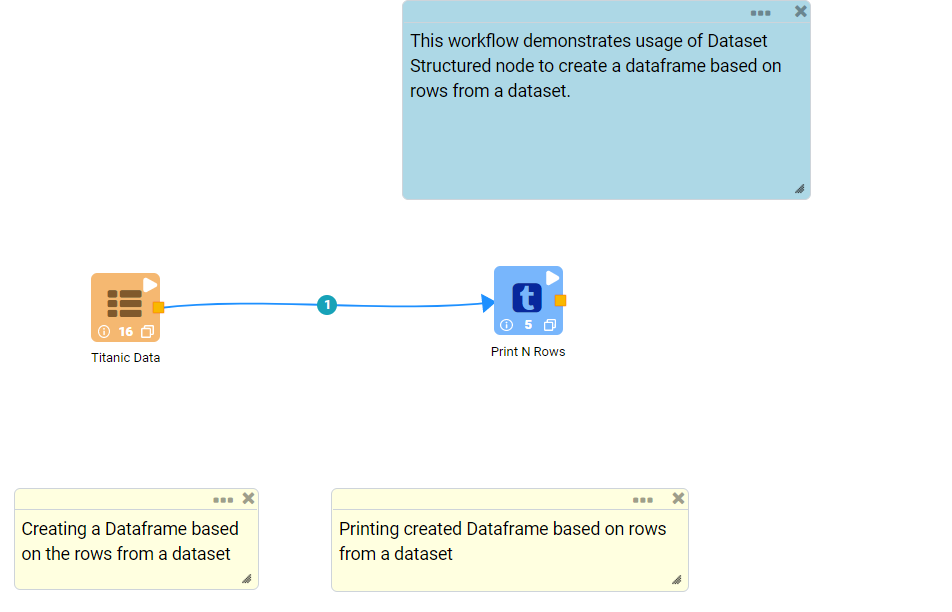 This workflow demonstrates usage of Dataset
Structured node to create a dataframe based on
rows from a dataset.
1
t
16
5
Titanic Data
Print N Rows
Creating a Dataframe based
on the rows from a dataset
Printing created Dataframe based on rows
from a dataset